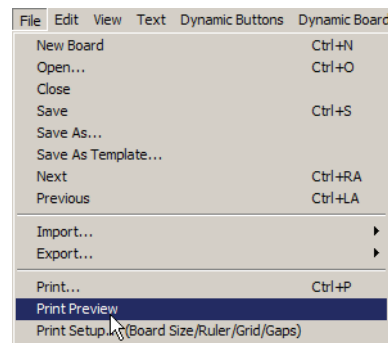 File Edit View Text Dynamic Buttons Dynamic Board
New Board Ctrl+N
Open... Ctrl+O
Close
Save Ctrl+S
Save As...
Save As Template...
Next Ctrl+RA
Previous Ctrl+LA
Import...
Export...
Print... Ctrl+P
Print Preview
Print Setup... (Board Size/Ruler/Grid/Gaps)